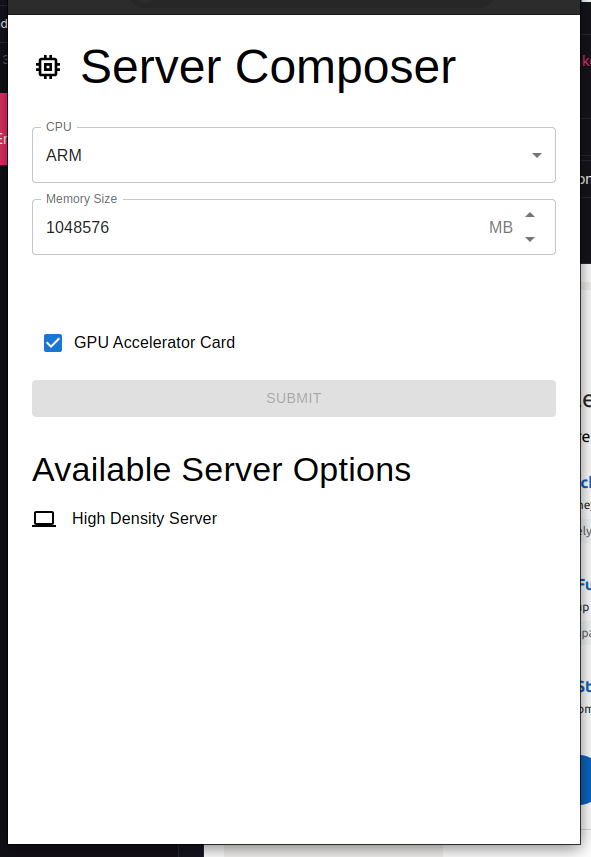 Server Composer
CPU
ARM
Memory Size
1048576 MB
GPU Accelerator Card
SUBMIT
Available Server Options
High Density Server